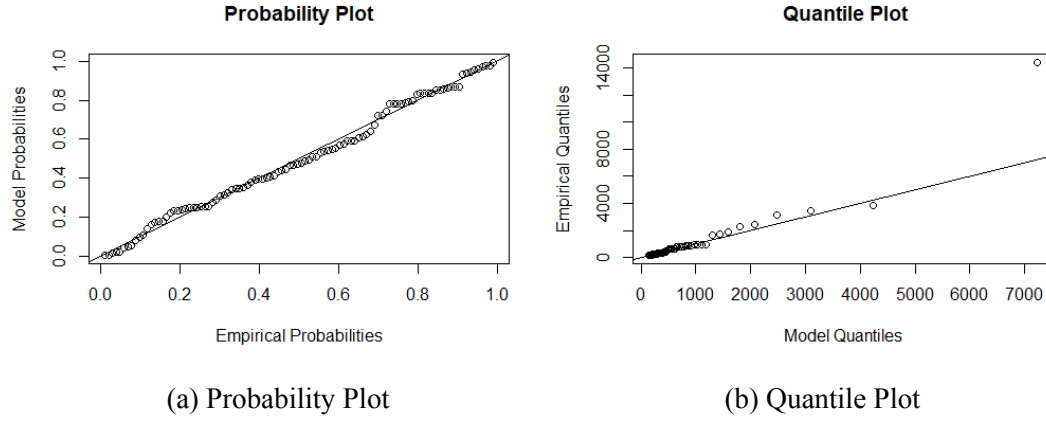 Probability Plot
Model Probabilities
1.0
0.8
0.6
0.4
0.2
0.0
0.0 0.2 0.4 0.6 0.8 1.0
Empirical Probabilities
(a) Probability Plot
Quantile Plot
Empirical Quantiles
14000
8000
4000
0
0 1000 2000 3000 4000 5000 6000 7000
Model Quantiles
(b) Quantile Plot